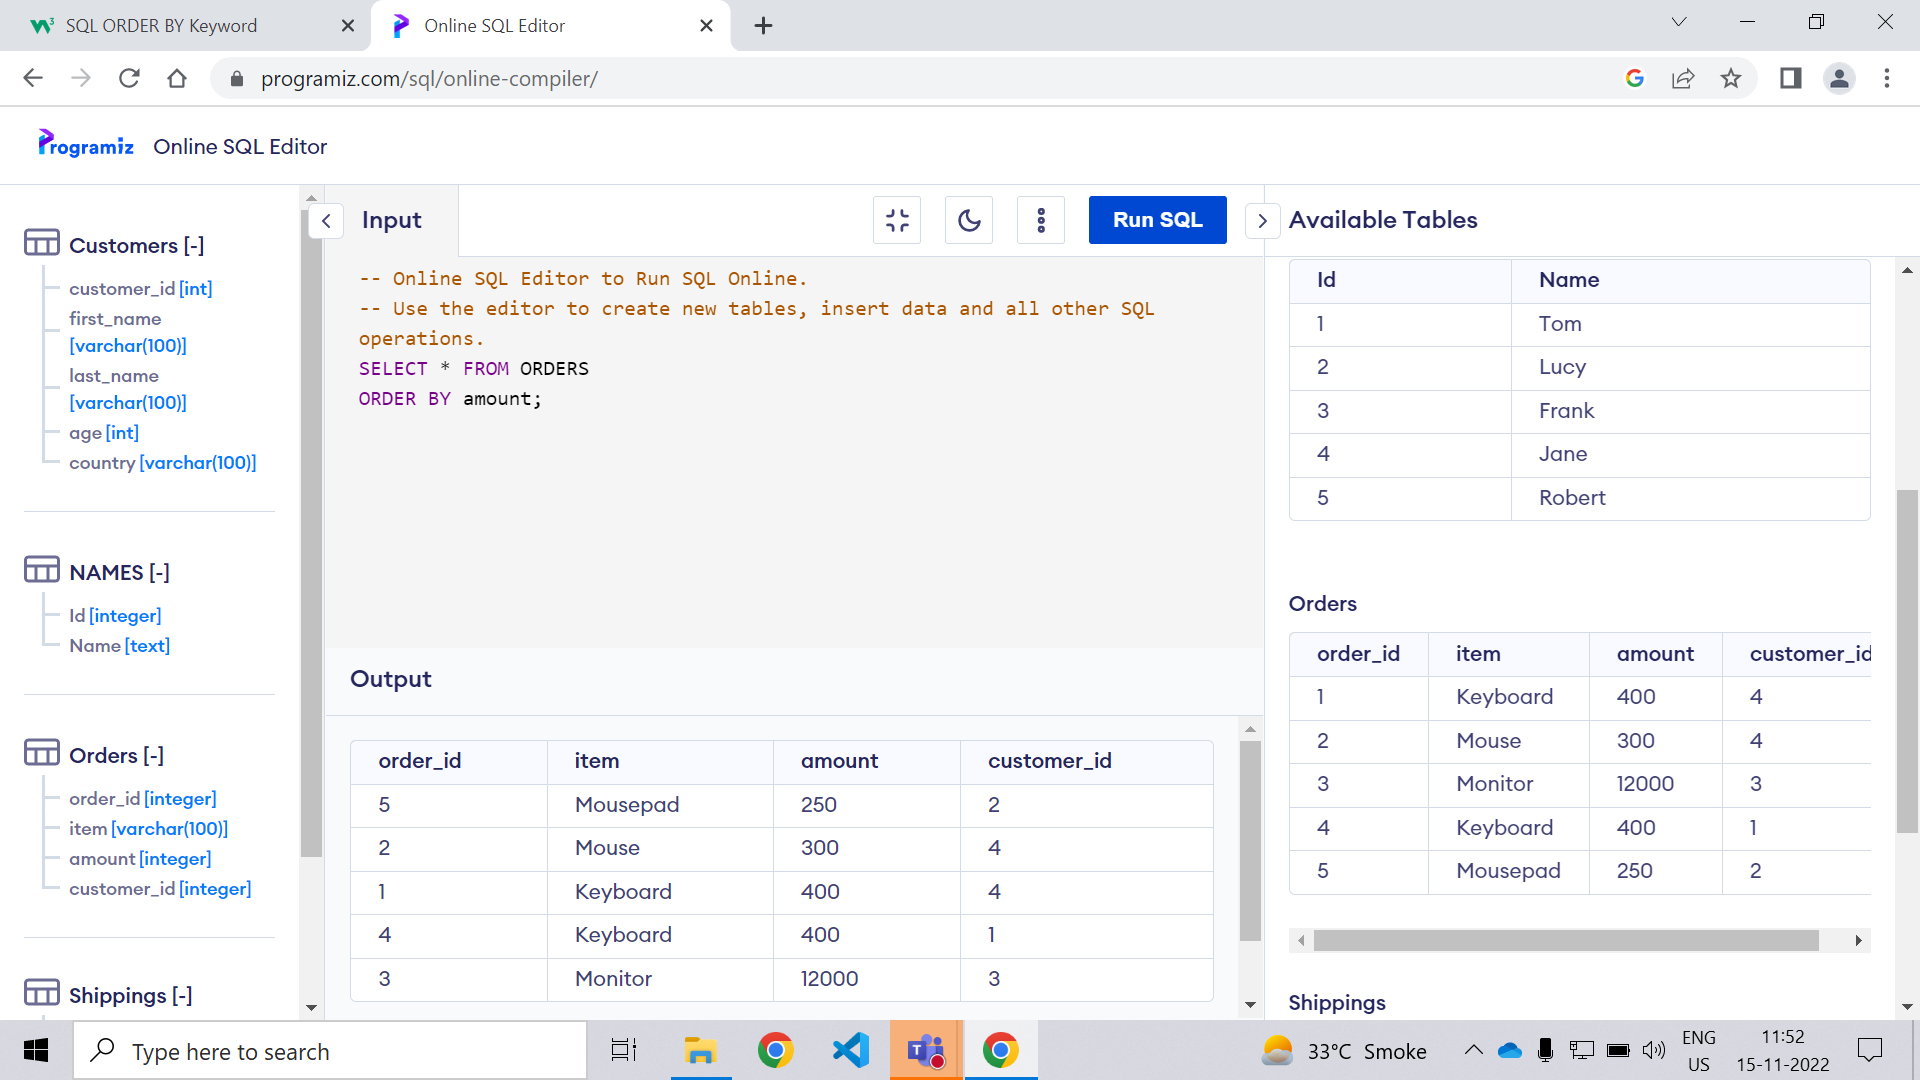 SQL ORDER BY Keyword
Online SQL Editor
programiz.com/sql/online-compiler/
Programiz Online SQL Editor
Customers [-]
customer_id [int]
first_name
[varchar(100)]
last_name
[varchar(100)]
age [int]
country [varchar(100)]
NAMES [-]
Id [integer]
Name [text]
Orders [-]
order_id [integer]
item [varchar(100)]
amount [integer]
customer_id [integer]
Shippings [-]
Input
Run SQL
-- Online SQL Editor to Run SQL Online.
-- Use the editor to create new tables, insert data and all other SQL
operations.
SELECT * FROM ORDERS
ORDER BY amount;
Output
order_id item amount customer_id
5 Mousepad 250 2
2 Mouse 300 4
1 Keyboard 400 4
4 Keyboard 400 1
3 Monitor 12000 3
Available Tables
Id Name
1 Tom
2 Lucy
3 Frank
4 Jane
5 Robert
Orders
order_id item amount customer_id
1 Keyboard 400 4
2 Mouse 300 4
3 Monitor 12000 3
4 Keyboard 400 1
5 Mousepad 250 2
Shippings
Type here to search
33°C Smoke
ENG
US
11:52
15-11-2022